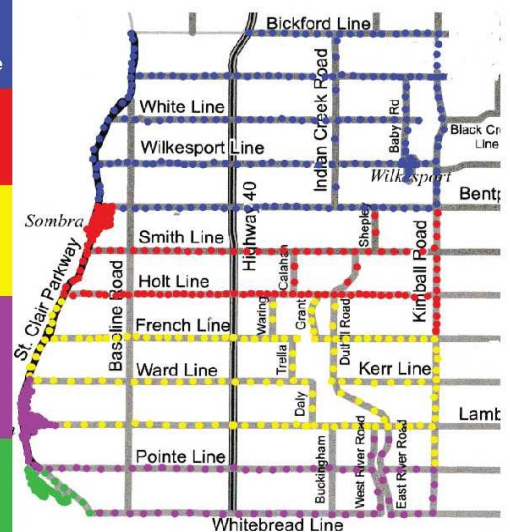 e
Bickford Line
Indian Creek Road
White Line
Baby Rd
Black Cr
Line
Wilkesport Line
Wilkesport
Bentp
Sombra
Highway 40
Shepley
Smith Line
Kimball Road
St. Clair Parkway
Baseline Road
Calahan
Holt Line
Waring
Grant
Duthil Road
French Line
Trella
Ward Line
Kerr Line
Daly
Lamb
Buckingham
West River Road
East River Road
Pointe Line
Whitebread Line